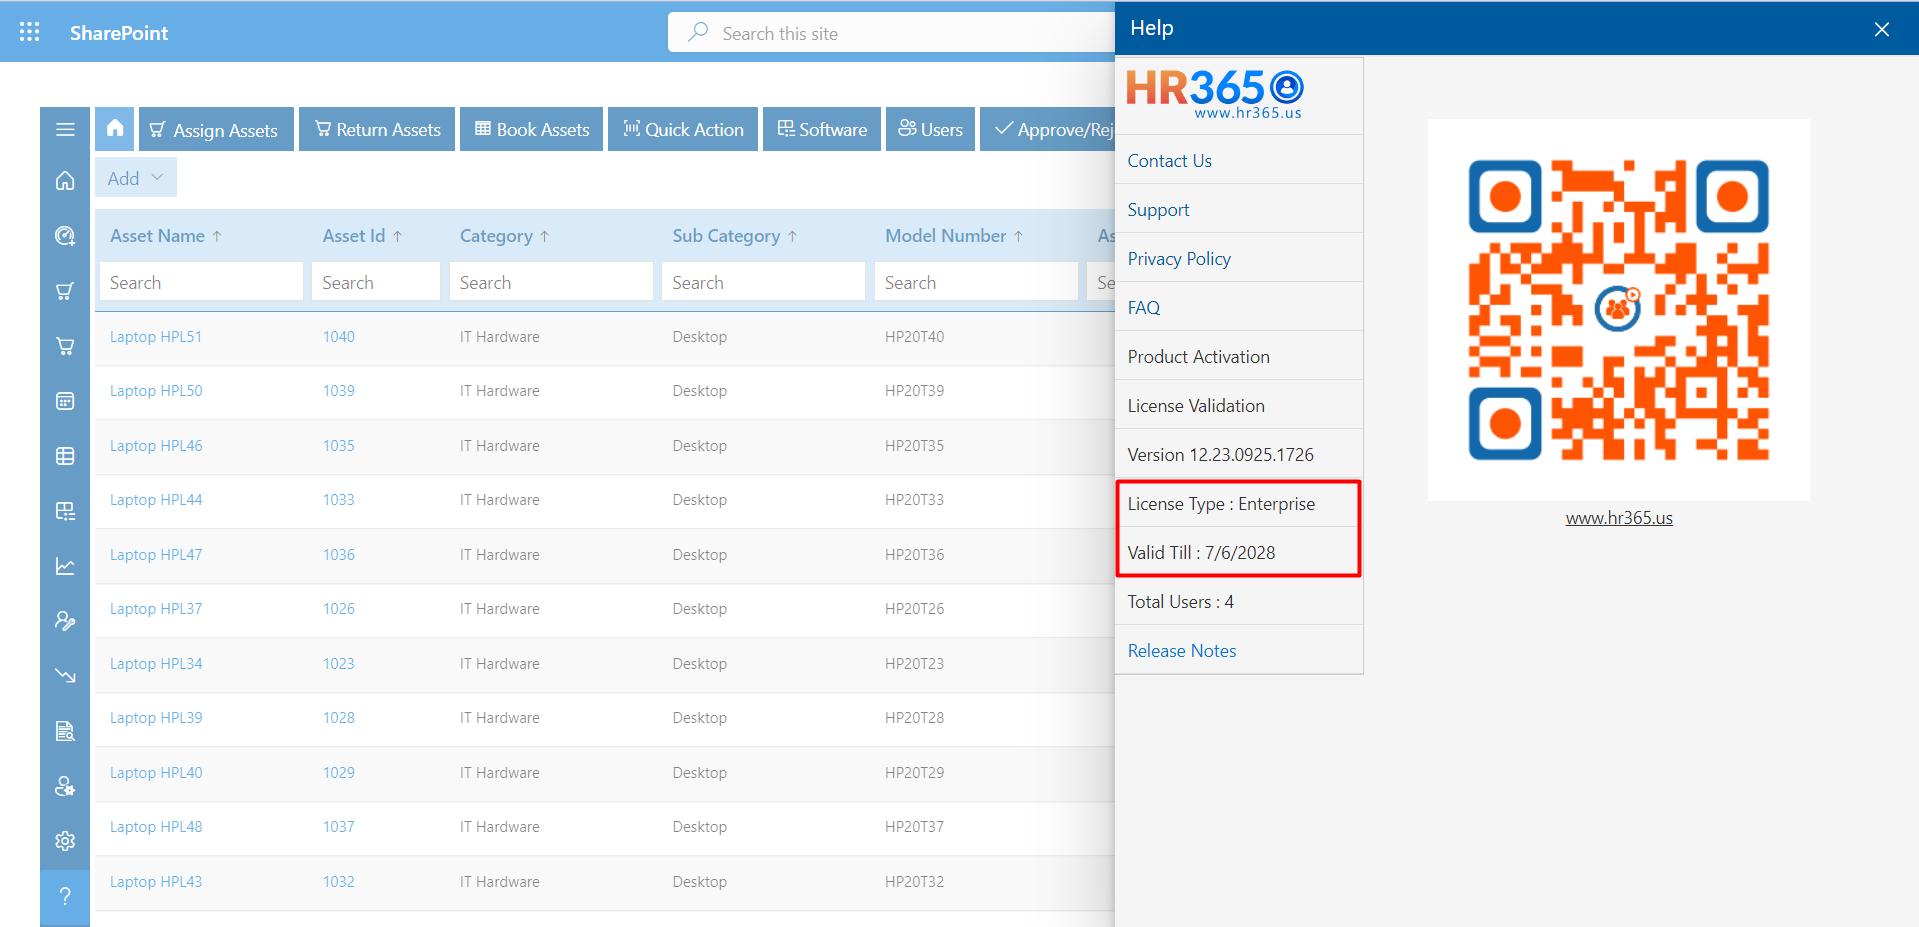 SharePoint
Search this site
Help
HR365
www.hr365.us
Assign Assets
Return Assets
Book Assets
Quick Action
Software
Users
Approve/Rej
Add
Asset Name ↑
Asset Id ↑
Category ↑
Sub Category ↑
Model Number ↑
As
Search
Search
Search
Search
Search
Se
Laptop HPL51 1040 IT Hardware Desktop HP20T40
Laptop HPL50 1039 IT Hardware Desktop HP20T39
Laptop HPL46 1035 IT Hardware Desktop HP20T35
Laptop HPL44 1033 IT Hardware Desktop HP20T33
Laptop HPL47 1036 IT Hardware Desktop HP20T36
Laptop HPL37 1026 IT Hardware Desktop HP20T26
Laptop HPL34 1023 IT Hardware Desktop HP20T23
Laptop HPL39 1028 IT Hardware Desktop HP20T28
Laptop HPL40 1029 IT Hardware Desktop HP20T29
Laptop HPL48 1037 IT Hardware Desktop HP20T37
Laptop HPL43 1032 IT Hardware Desktop HP20T32
Contact Us
Support
Privacy Policy
FAQ
Product Activation
License Validation
Version 12.23.0925.1726
License Type : Enterprise
Valid Till : 7/6/2028
Total Users : 4
Release Notes
www.hr365.us